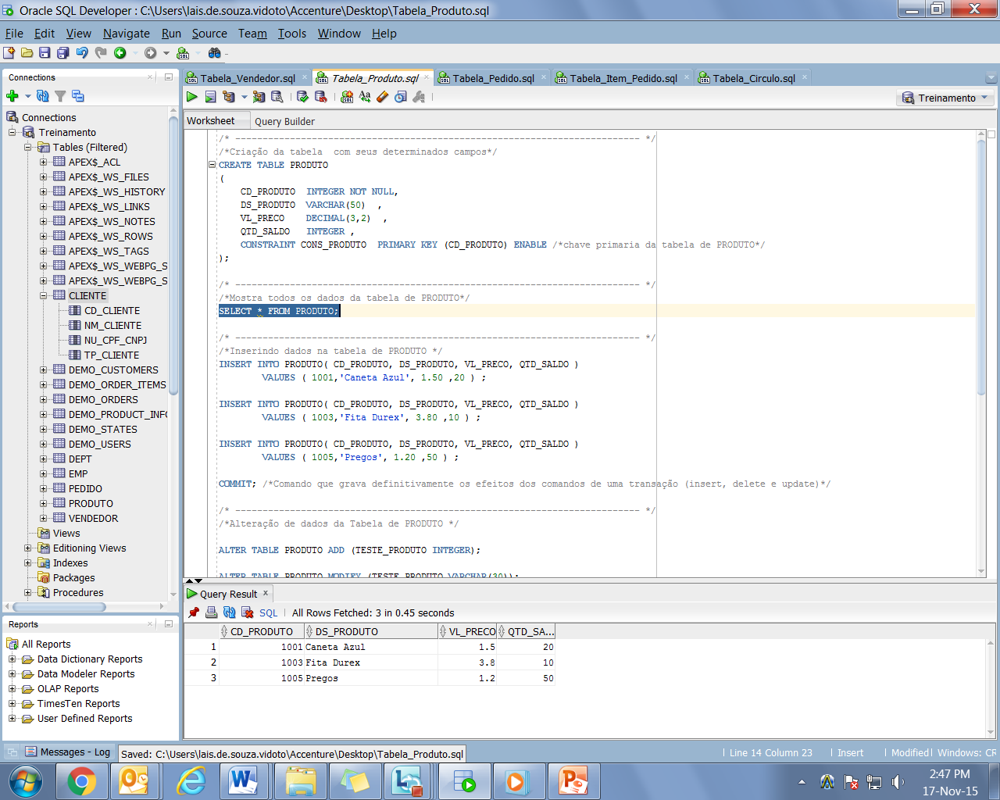 Oracle SQL Developer : C:\Users\lais.de.souza.vidoto\Accenture\Desktop\Tabela_Produto.sql
File Edit View Navigate Run Source Team Tools Window Help
Connections
Connections
Treinamento
Tables (Filtered)
APEX$_ACL
APEX$_WS_FILES
APEX$_WS_HISTORY
APEX$_WS_LINKS
APEX$_WS_NOTES
APEX$_WS_ROWS
APEX$_WS_TAGS
APEX$_WS_WEBPG_S
APEX$_WS_WEBPG_S
CLIENTE
CD_CLIENTE
NM_CLIENTE
NU_CPF_CNPJ
TP_CLIENTE
DEMO_CUSTOMERS
DEMO_ORDER_ITEMS
DEMO_ORDERS
DEMO_PRODUCT_INFO
DEMO_STATES
DEMO_USERS
DEPT
EMP
PEDIDO
PRODUTO
VENDEDOR
Views
Editioning Views
Indexes
Packages
Procedures
Reports
All Reports
Data Dictionary Reports
Data Modeler Reports
OLAP Reports
TimesTen Reports
User Defined Reports
Tabela_Vendedor.sql Tabela_Produto.sql Tabela_Pedido.sql Tabela_Item_Pedido.sql Tabela_Circulo.sql
Treinamento
Worksheet Query Builder
/* -------------------------------------------------------------------------- */
/*Criação da tabela  com seus determinados campos*/
CREATE TABLE PRODUTO
(
CD_PRODUTO  INTEGER NOT NULL,
DS_PRODUTO  VARCHAR(50)  ,
VL_PRECO    DECIMAL(3,2)  ,
QTD_SALDO   INTEGER ,
CONSTRAINT CONS_PRODUTO  PRIMARY KEY (CD_PRODUTO) ENABLE /*chave primaria da tabela de PRODUTO*/
);
/* -------------------------------------------------------------------------- */
/*Mostra todos os dados da tabela de PRODUTO*/
SELECT * FROM PRODUTO;
/* -------------------------------------------------------------------------- */
/*Inserindo dados na tabela de PRODUTO */
INSERT INTO PRODUTO( CD_PRODUTO, DS_PRODUTO, VL_PRECO, QTD_SALDO )
VALUES ( 1001,'Caneta Azul', 1.50 ,20 ) ;
INSERT INTO PRODUTO( CD_PRODUTO, DS_PRODUTO, VL_PRECO, QTD_SALDO )
VALUES ( 1003,'Fita Durex', 3.80 ,10 ) ;
INSERT INTO PRODUTO( CD_PRODUTO, DS_PRODUTO, VL_PRECO, QTD_SALDO )
VALUES ( 1005,'Pregos', 1.20 ,50 ) ;
COMMIT; /*Comando que grava definitivamente os efeitos dos comandos de uma transação (insert, delete e update)*/
/* -------------------------------------------------------------------------- */
/*Alteração de dados da Tabela de PRODUTO */
ALTER TABLE PRODUTO ADD (TESTE_PRODUTO INTEGER);
ALTER TABLE PRODUTO MODIFY (TESTE_PRODUTO VARCHAR(30));
Query Result
SQL | All Rows Fetched: 3 in 0.45 seconds
CD_PRODUTO DS_PRODUTO VL_PRECO QTD_SA...
1 1001 Caneta Azul 1.5 20
2 1003 Fita Durex 3.8 10
3 1005 Pregos 1.2 50
Messages - Log
Saved: C:\Users\lais.de.souza.vidoto\Accenture\Desktop\Tabela_Produto.sql
Line 14 Column 23 Insert Modified Windows: CR
2:47 PM
17-Nov-15